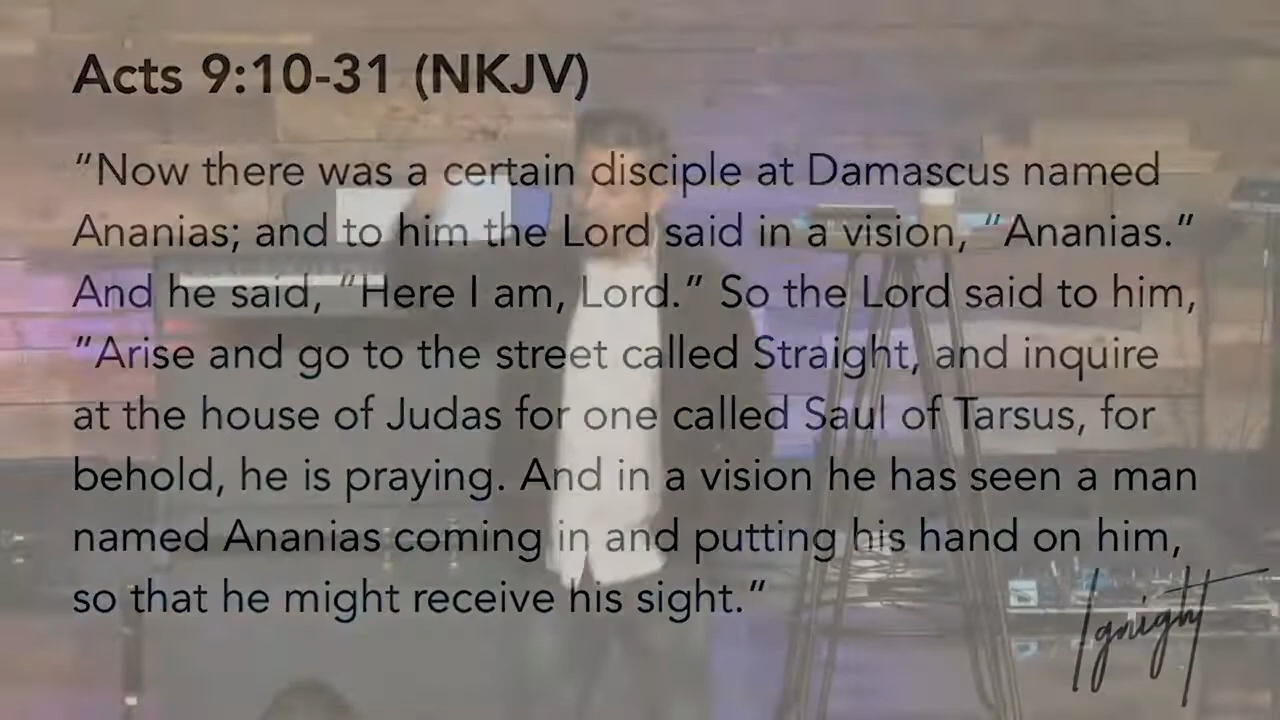 Acts 9:10-31 (NKJV)
“Now there was a certain disciple at Damascus named
Ananias; and to him the Lord said in a vision, “Ananias.”
And he said, “Here I am, Lord.” So the Lord said to him,
“Arise and go to the street called Straight, and inquire
at the house of Judas for one called Saul of Tarsus, for
behold, he is praying. And in a vision he has seen a man
named Ananias coming in and putting his hand on him,
so that he might receive his sight.”
Ignight